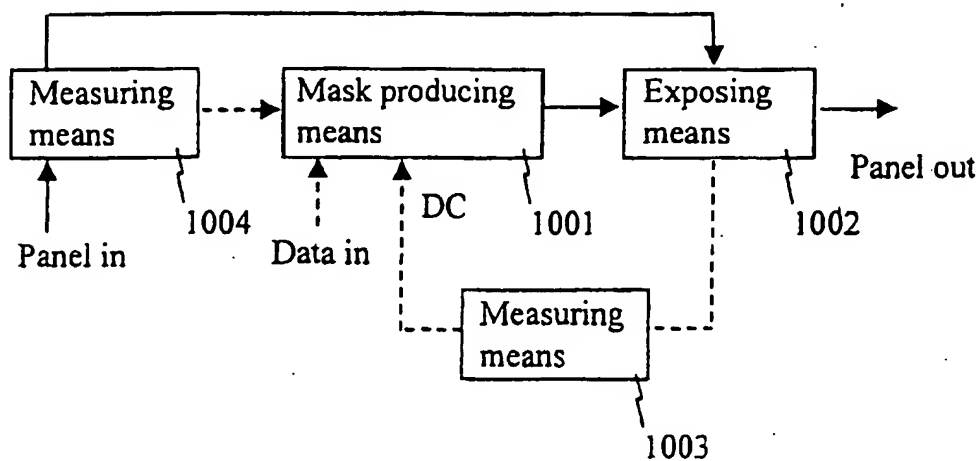 Measuring
means
Mask producing
means
Exposing
means
Panel out
1004
DC
1001
1002
Panel in
Data in
Measuring
means
1003